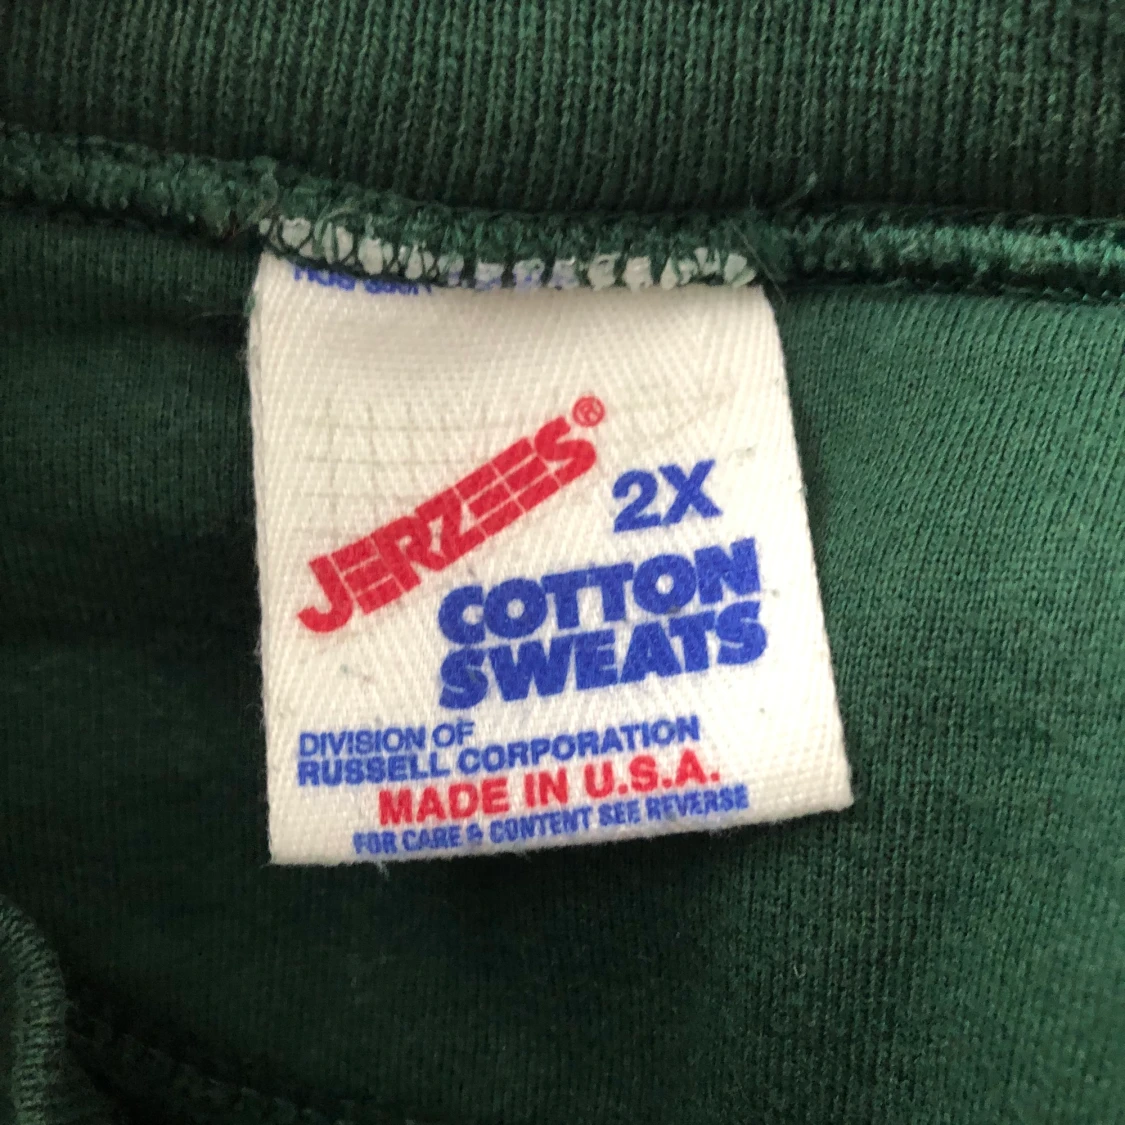 JERZEES®
2X
COTTON
SWEATS
DIVISION OF
RUSSELL CORPORATION
MADE IN U.S.A.
FOR CARE & CONTENT SEE REVERSE